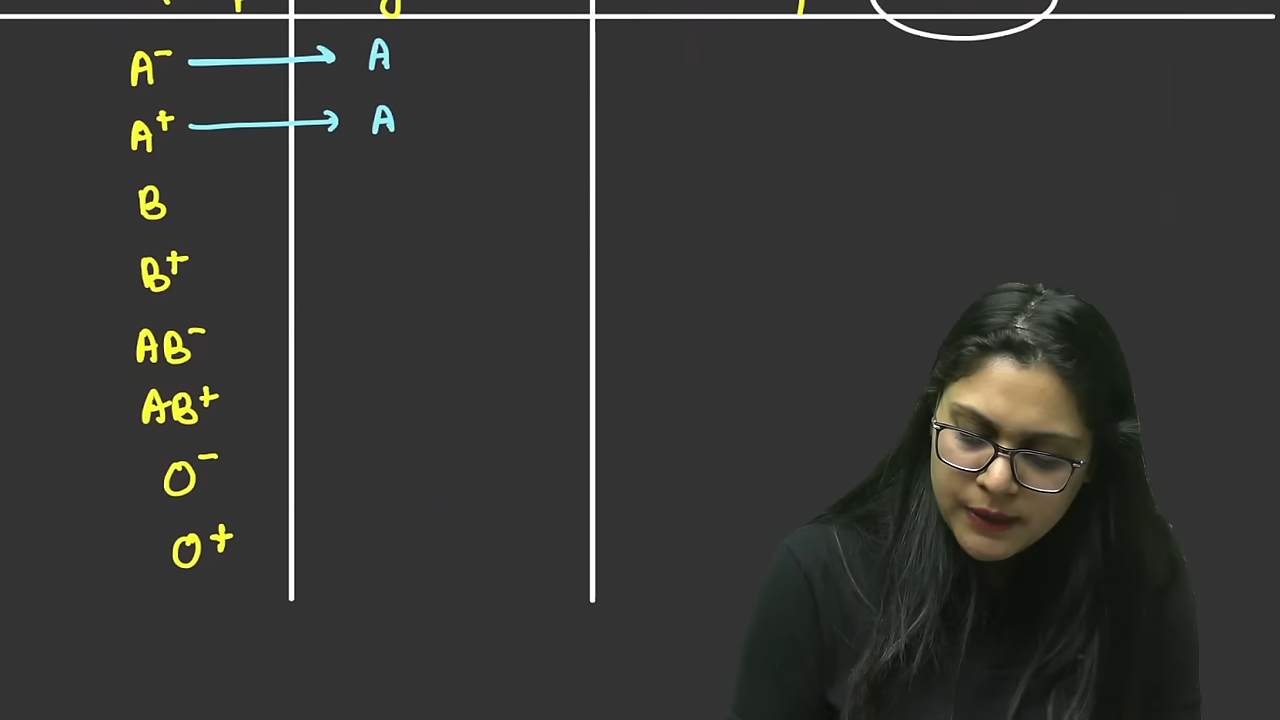 A⁻ → A
A⁺ → A
B
B⁺
AB⁻
AB⁺
O⁻
O⁺